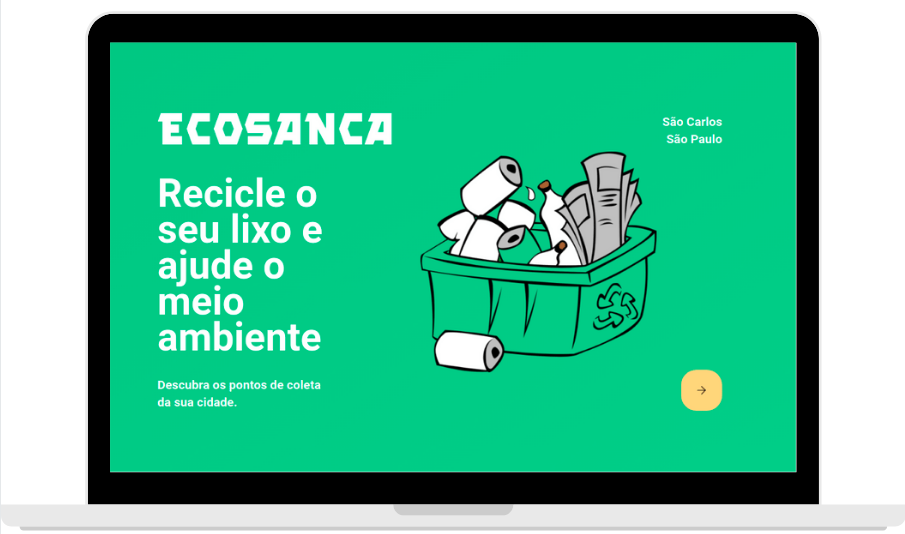 ECOSANCA
São Carlos
São Paulo
Recicle o
seu lixo e
ajude o
meio
ambiente
Descubra os pontos de coleta
da sua cidade.